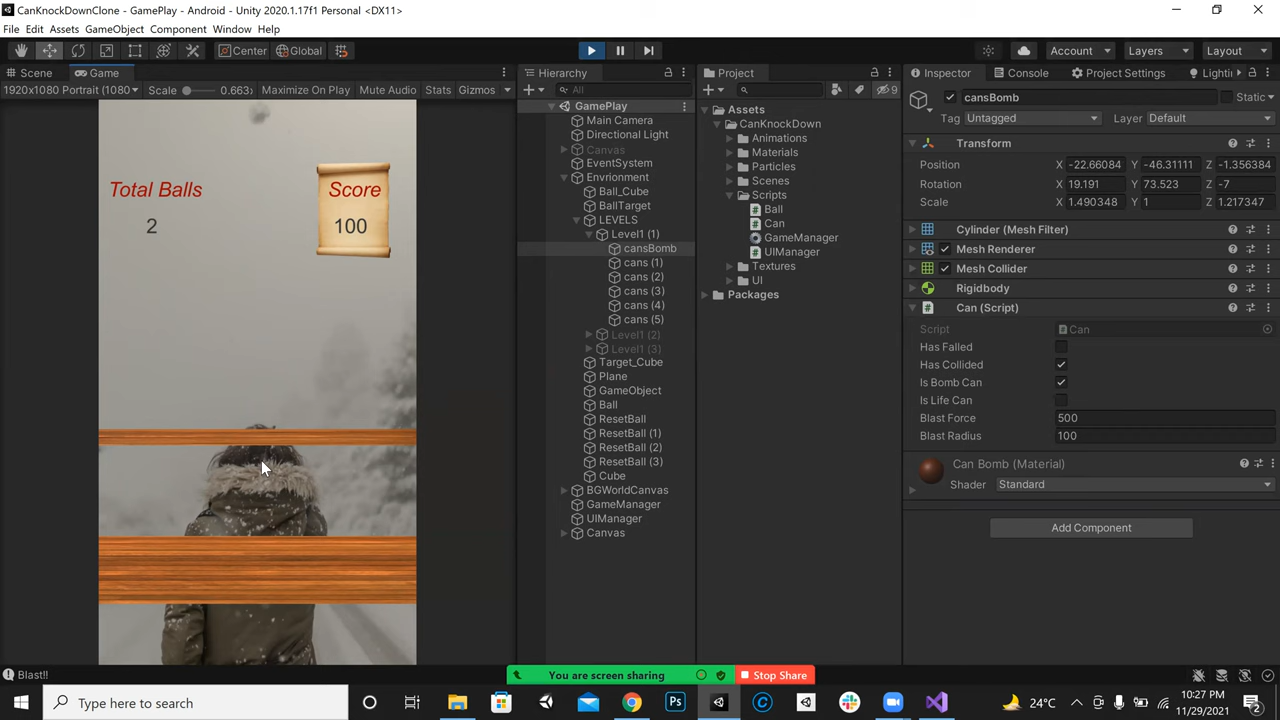 CanKnockDownClone - GamePlay - Android - Unity 2020.1.17f1 Personal <DX11>
File Edit Assets GameObject Component Window Help
Center Global Account Layers Layout
Scene Game Hierarchy Project Inspector Console Project Settings Lightin
1920x1080 Portrait (1080 Scale 0.663 Maximize On Play Mute Audio Stats Gizmos All 9
Total Balls
2
Score
100
GamePlay
Main Camera
Directional Light
Canvas
EventSystem
Envrionment
Ball_Cube
BallTarget
LEVELS
Level1 (1)
cansBomb
cans (1)
cans (2)
cans (3)
cans (4)
cans (5)
Level1 (2)
Level1 (3)
Target_Cube
Plane
GameObject
Ball
ResetBall
ResetBall (1)
ResetBall (2)
ResetBall (3)
Cube
BGWorldCanvas
GameManager
UIManager
Canvas
Assets
CanKnockDown
Animations
Materials
Particles
Scenes
Scripts
Ball
Can
GameManager
UIManager
Textures
UI
Packages
cansBomb Static
Tag Untagged Layer Default
Transform
Position X -22.66084 Y -46.31111 Z -1.356384
Rotation X 19.191 Y 73.523 Z -7
Scale X 1.490348 Y 1 Z 1.217347
Cylinder (Mesh Filter)
Mesh Renderer
Mesh Collider
Rigidbody
Can (Script)
Script Can
Has Falled
Has Collided
Is Bomb Can
Is Life Can
Blast Force 500
Blast Radius 100
Can Bomb (Material)
Shader Standard
Add Component
Blast!!
You are screen sharing Stop Share
Type here to search
Ps
24°C
10:27 PM
11/29/2021